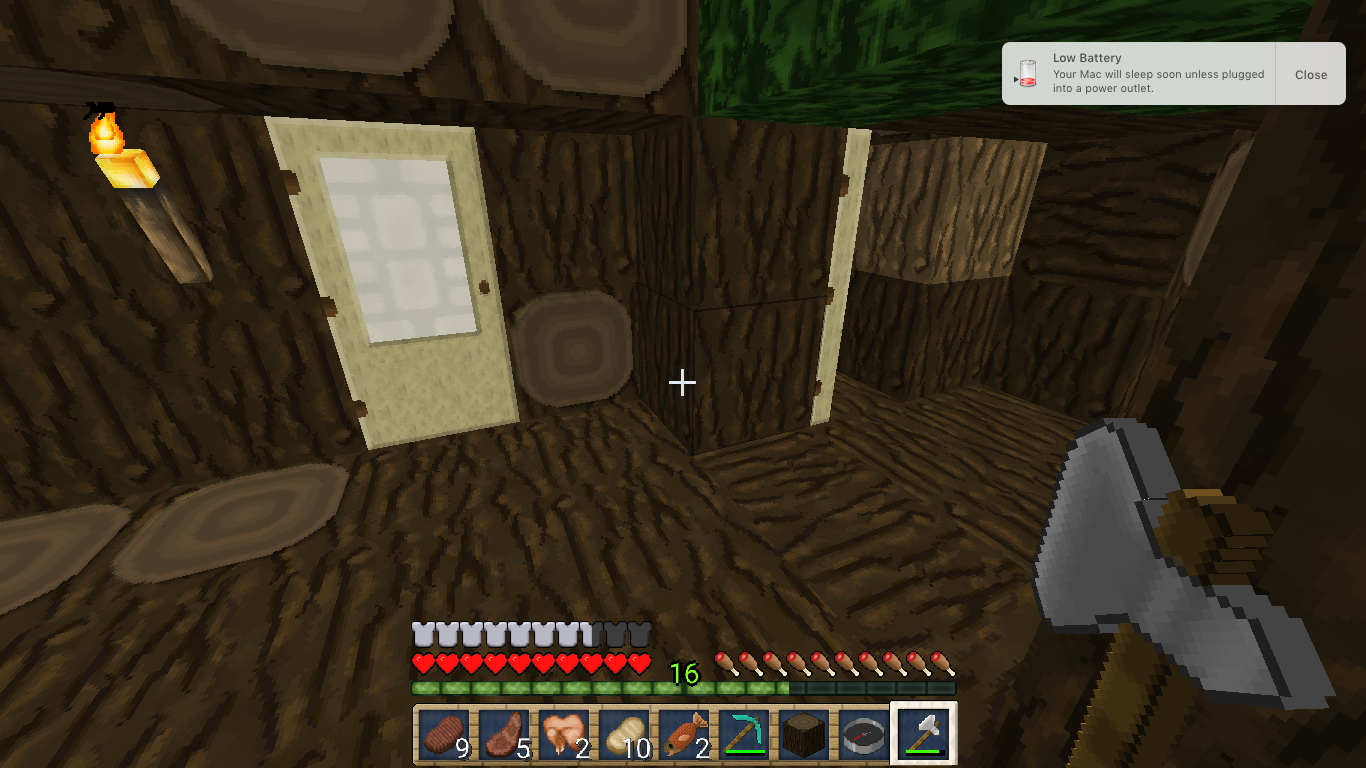 Low Battery
Your Mac will sleep soon unless plugged
into a power outlet.
Close
16
9 5 2 10 2